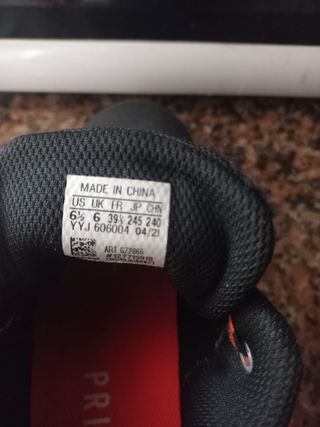 MADE IN CHINA
US UK FR JP CHN
6½ 6 39⅓ 245 240
YYJ 606004 04/21
ART GZ7866
PRI